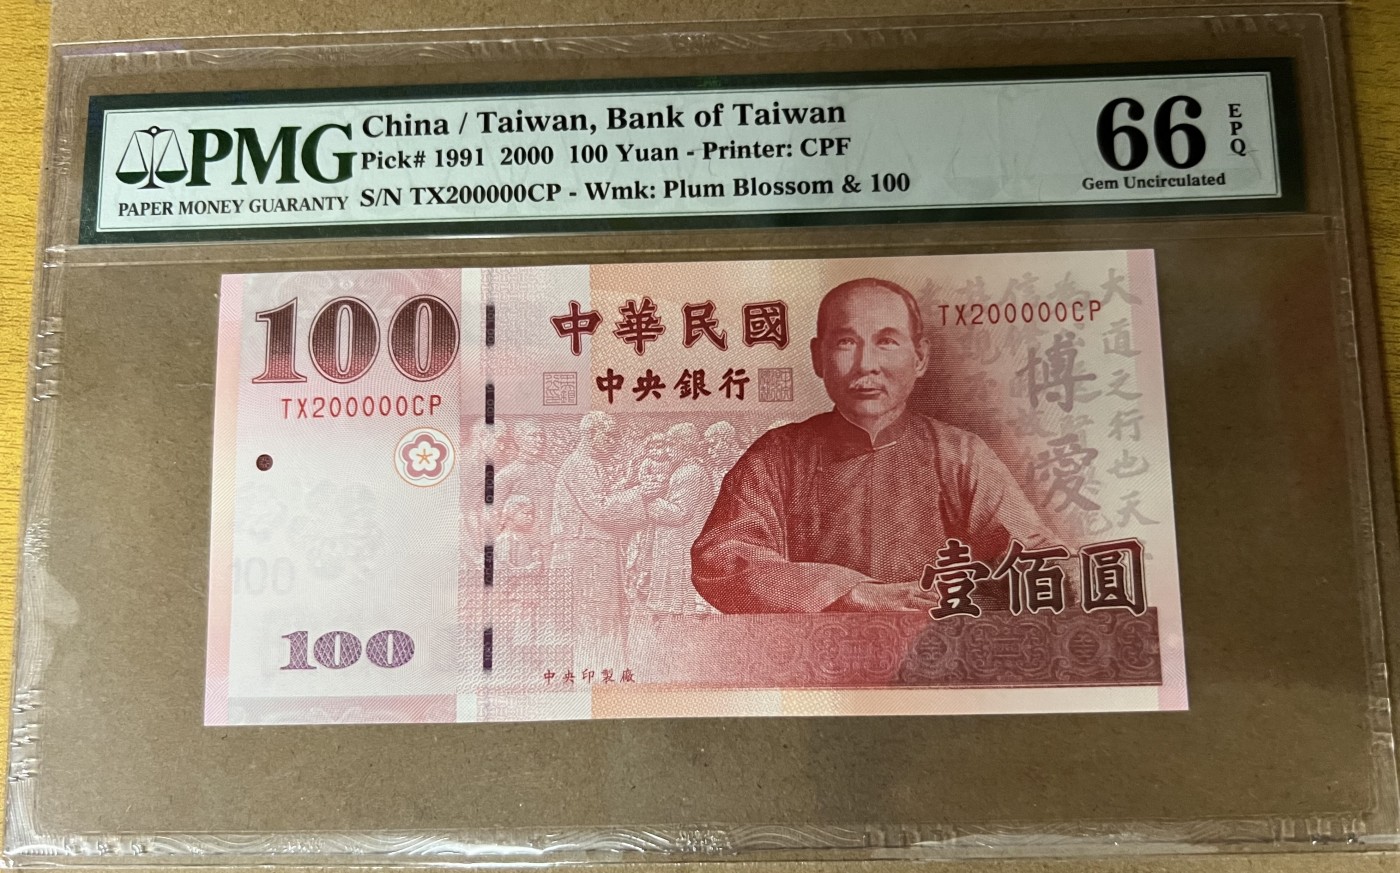 PMG
PAPER MONEY GUARANTY
China / Taiwan, Bank of Taiwan
Pick# 1991 2000 100 Yuan - Printer: CPF
S/N TX200000CP - Wmk: Plum Blossom & 100
66
EPQ
Gem Uncirculated
100
TX200000CP
中華民國
中央銀行
TX200000CP
博愛
大道之行也天
壹佰圓
100
100
中央印製廠